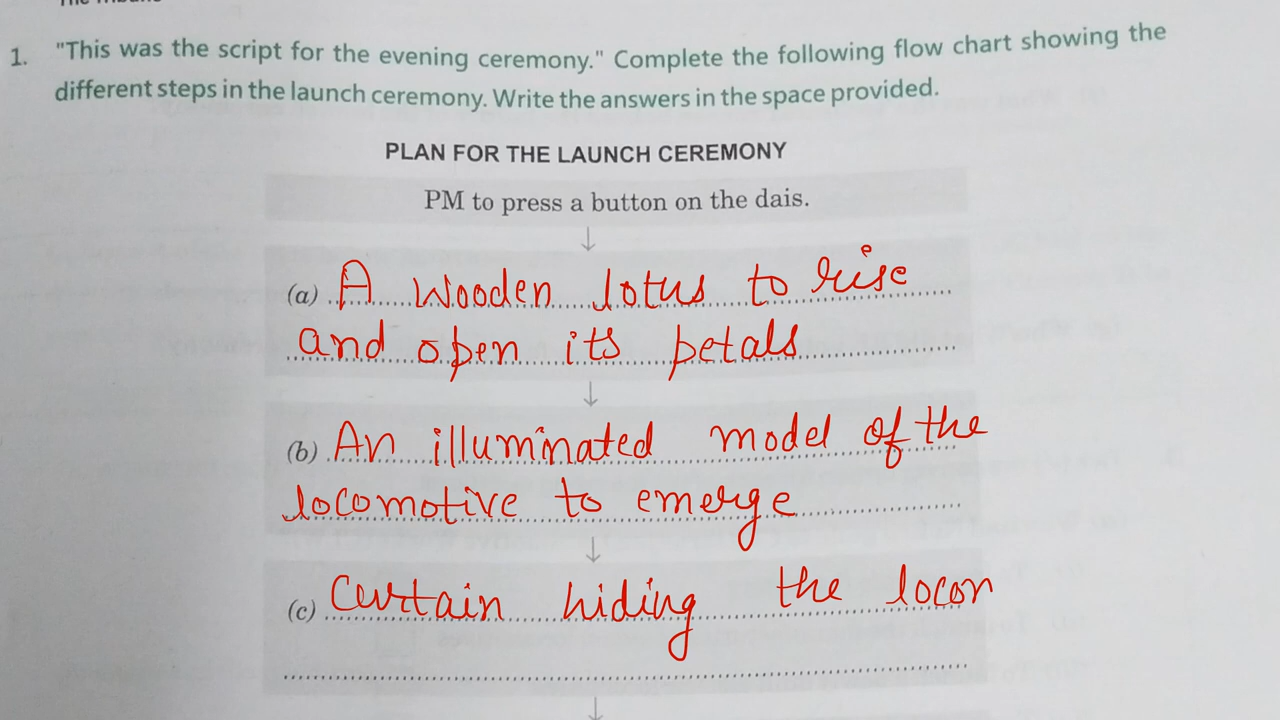 1. "This was the script for the evening ceremony." Complete the following flow chart showing the
different steps in the launch ceremony. Write the answers in the space provided.
PLAN FOR THE LAUNCH CEREMONY
PM to press a button on the dais.
(a) A wooden lotus to rise
and open its petals
(b) An illuminated model of the
locomotive to emerge
(c) Curtain hiding the locon